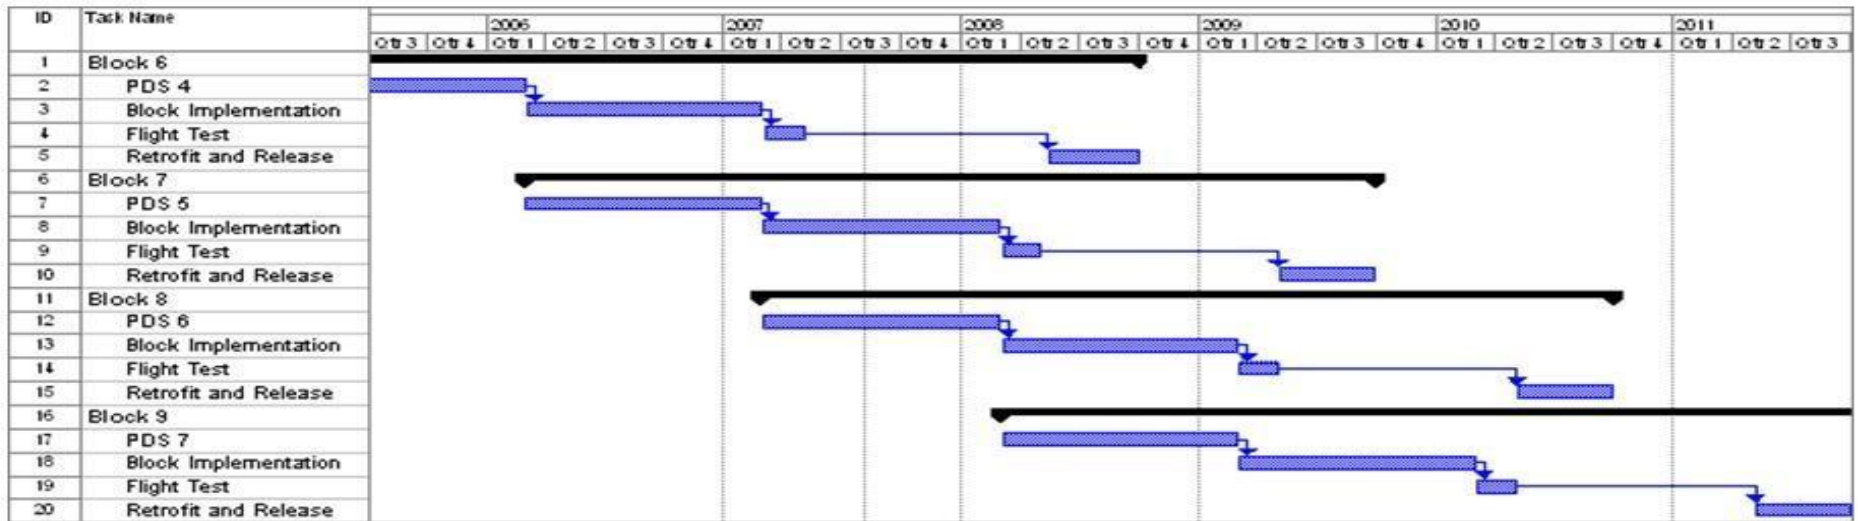 ID Task Name 2006 2007 2008 2009 2010 2011
Qtr 3 Qtr 4 Qtr 1 Qtr 2 Qtr 3 Qtr 4 Qtr 1 Qtr 2 Qtr 3 Qtr 4 Qtr 1 Qtr 2 Qtr 3 Qtr 4 Qtr 1 Qtr 2 Qtr 3 Qtr 4 Qtr 1 Qtr 2 Qtr 3 Qtr 4 Qtr 1 Qtr 2 Qtr 3
1 Block 6
2 PDS 4
3 Block Implementation
4 Flight Test
5 Retrofit and Release
6 Block 7
7 PDS 5
8 Block Implementation
9 Flight Test
10 Retrofit and Release
11 Block 8
12 PDS 6
13 Block Implementation
14 Flight Test
15 Retrofit and Release
16 Block 9
17 PDS 7
18 Block Implementation
19 Flight Test
20 Retrofit and Release